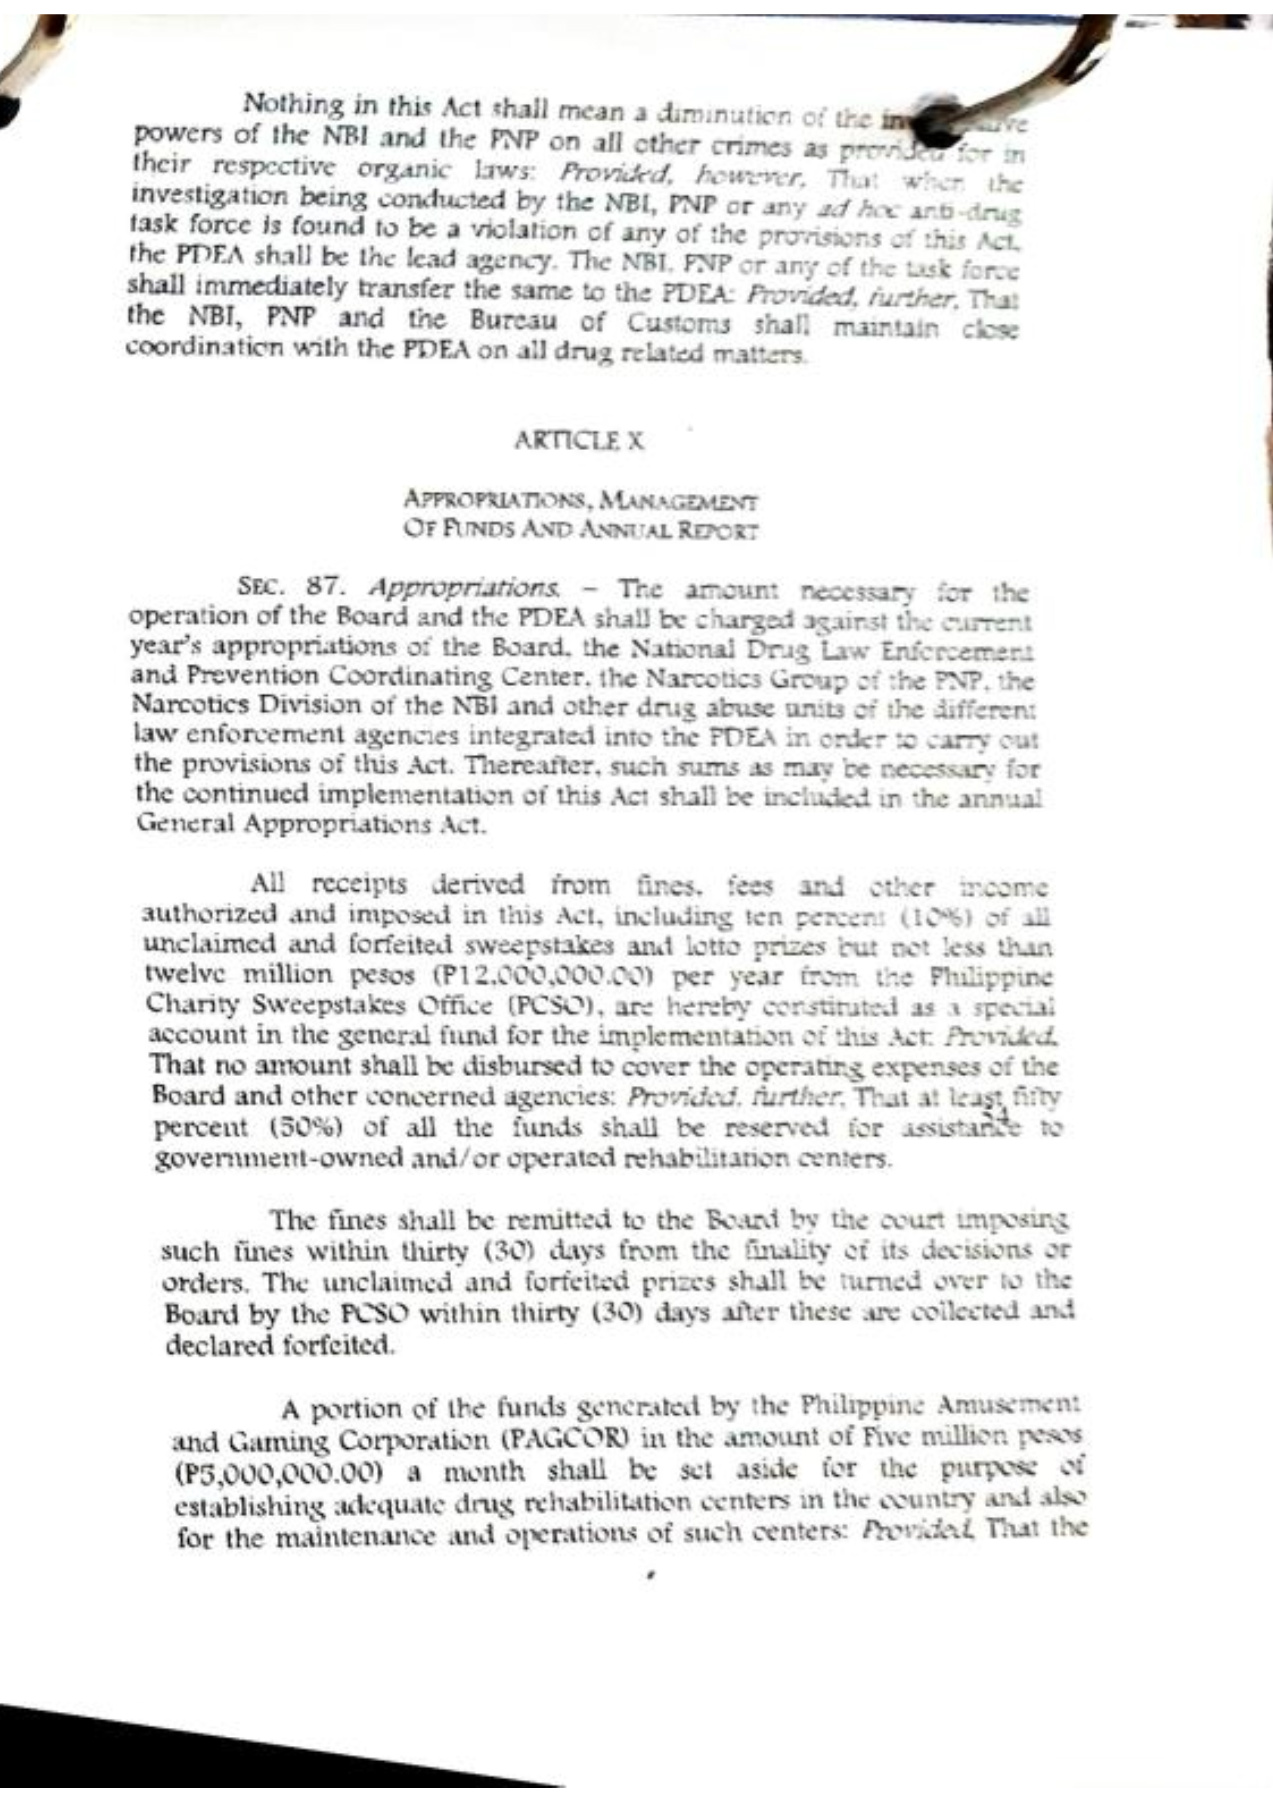 Nothing in this Act shall mean a diminution of the
powers of the NBI and the PNP on all other crimes as provided for in
their respective organic laws: Provided, however, That when the
investigation being conducted by the NBI, PNP or any ad hoc anti-drug
task force is found to be a violation of any of the provisions of this Act,
the PDEA shall be the lead agency. The NBI, PNP or any of the task force
shall immediately transfer the same to the PDEA: Provided, further, That
the NBI, PNP and the Bureau of Customs shall maintain close
coordination with the PDEA on all drug related matters.
ARTICLE X
APPROPRIATIONS, MANAGEMENT
OF FUNDS AND ANNUAL REPORT
SEC. 87. Appropriations. – The amount necessary for the
operation of the Board and the PDEA shall be charged against the current
year's appropriations of the Board, the National Drug Law Enforcement
and Prevention Coordinating Center, the Narcotics Group of the PNP, the
Narcotics Division of the NBI and other drug abuse units of the different
law enforcement agencies integrated into the PDEA in order to carry out
the provisions of this Act. Thereafter, such sums as may be necessary for
the continued implementation of this Act shall be included in the annual
General Appropriations Act.
All receipts derived from fines, fees and other income
authorized and imposed in this Act, including ten percent (10%) of all
unclaimed and forfeited sweepstakes and lotto prizes but not less than
twelve million pesos (P12,000,000.00) per year from the Philippine
Charity Sweepstakes Office (PCSO), are hereby constituted as a special
account in the general fund for the implementation of this Act: Provided,
That no amount shall be disbursed to cover the operating expenses of the
Board and other concerned agencies: Provided, further, That at least fifty
percent (50%) of all the funds shall be reserved for assistance to
government-owned and/or operated rehabilitation centers.
The fines shall be remitted to the Board by the court imposing
such fines within thirty (30) days from the finality of its decisions or
orders. The unclaimed and forfeited prizes shall be turned over to the
Board by the PCSO within thirty (30) days after these are collected and
declared forfeited.
A portion of the funds generated by the Philippine Amusement
and Gaming Corporation (PAGCOR) in the amount of Five million pesos
(P5,000,000.00) a month shall be set aside for the purpose of
establishing adequate drug rehabilitation centers in the country and also
for the maintenance and operations of such centers: Provided, That the